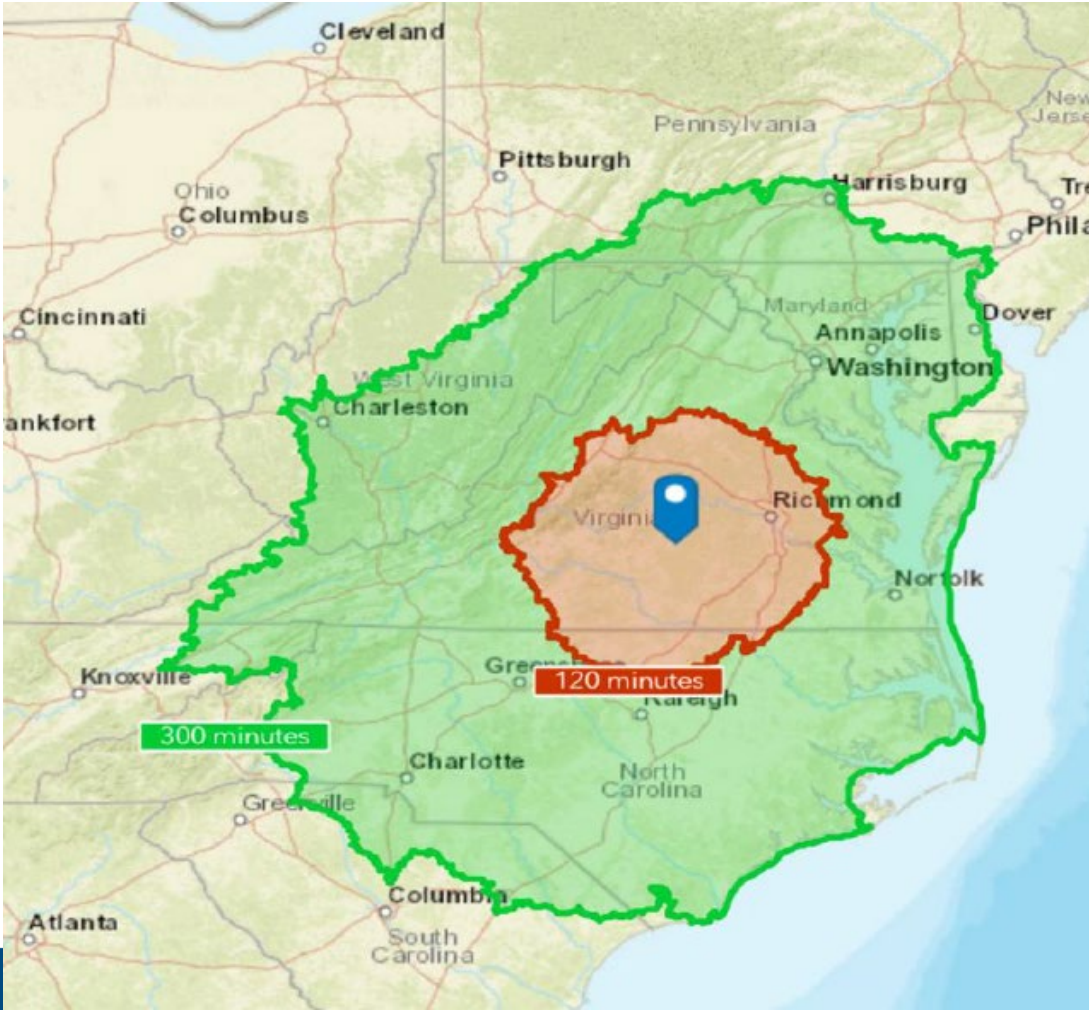 Cleveland
New
Jerse
Pennsylvania
Pittsburgh
Harrisburg
Ohio
Columbus
Tre
Phila
Cincinnati
Maryland
Dover
Annapolis
Washington
West Virginia
Charleston
ankfort
Richmond
Virginia
Norfolk
Knoxville
120 minutes
Raleigh
300 minutes
Charlotte
North
Carolina
Greenville
Columbia
Atlanta
South
Carolina